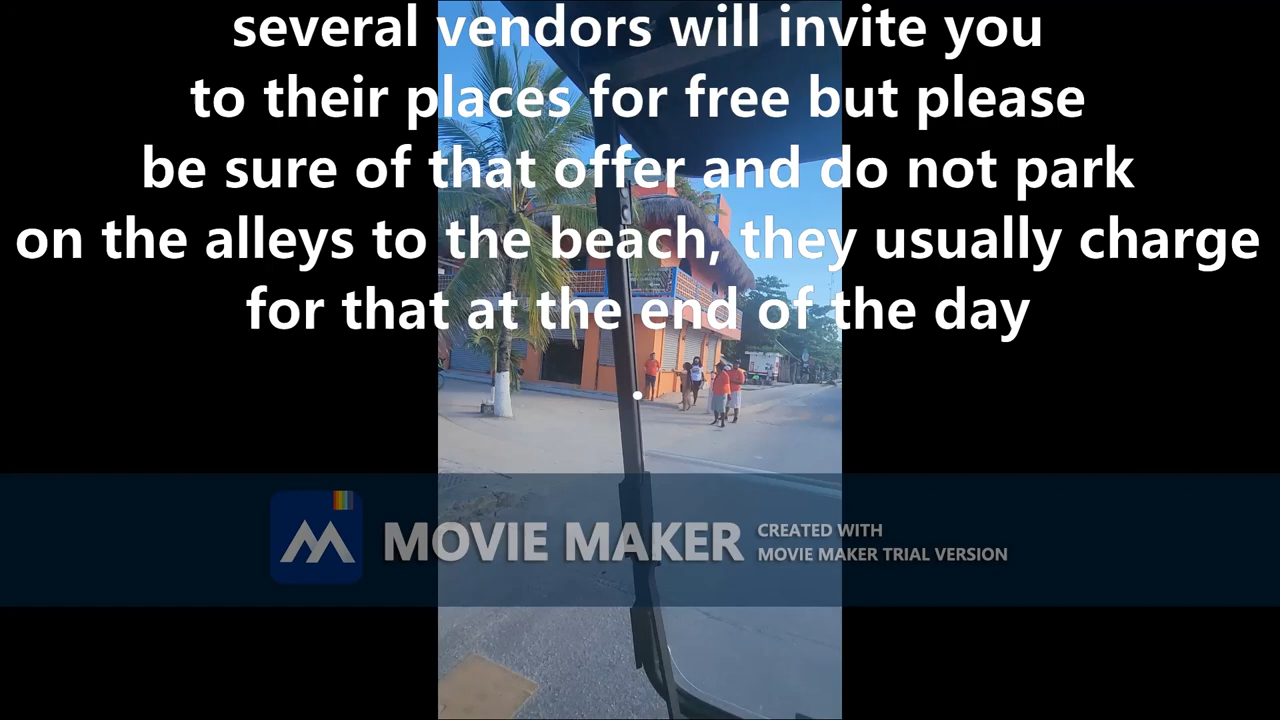 several vendors will invite you
to their places for free but please
be sure of that offer and do not park
on the alleys to the beach, they usually charge
for that at the end of the day
.
MOVIE MAKER
CREATED WITH
MOVIE MAKER TRIAL VERSION